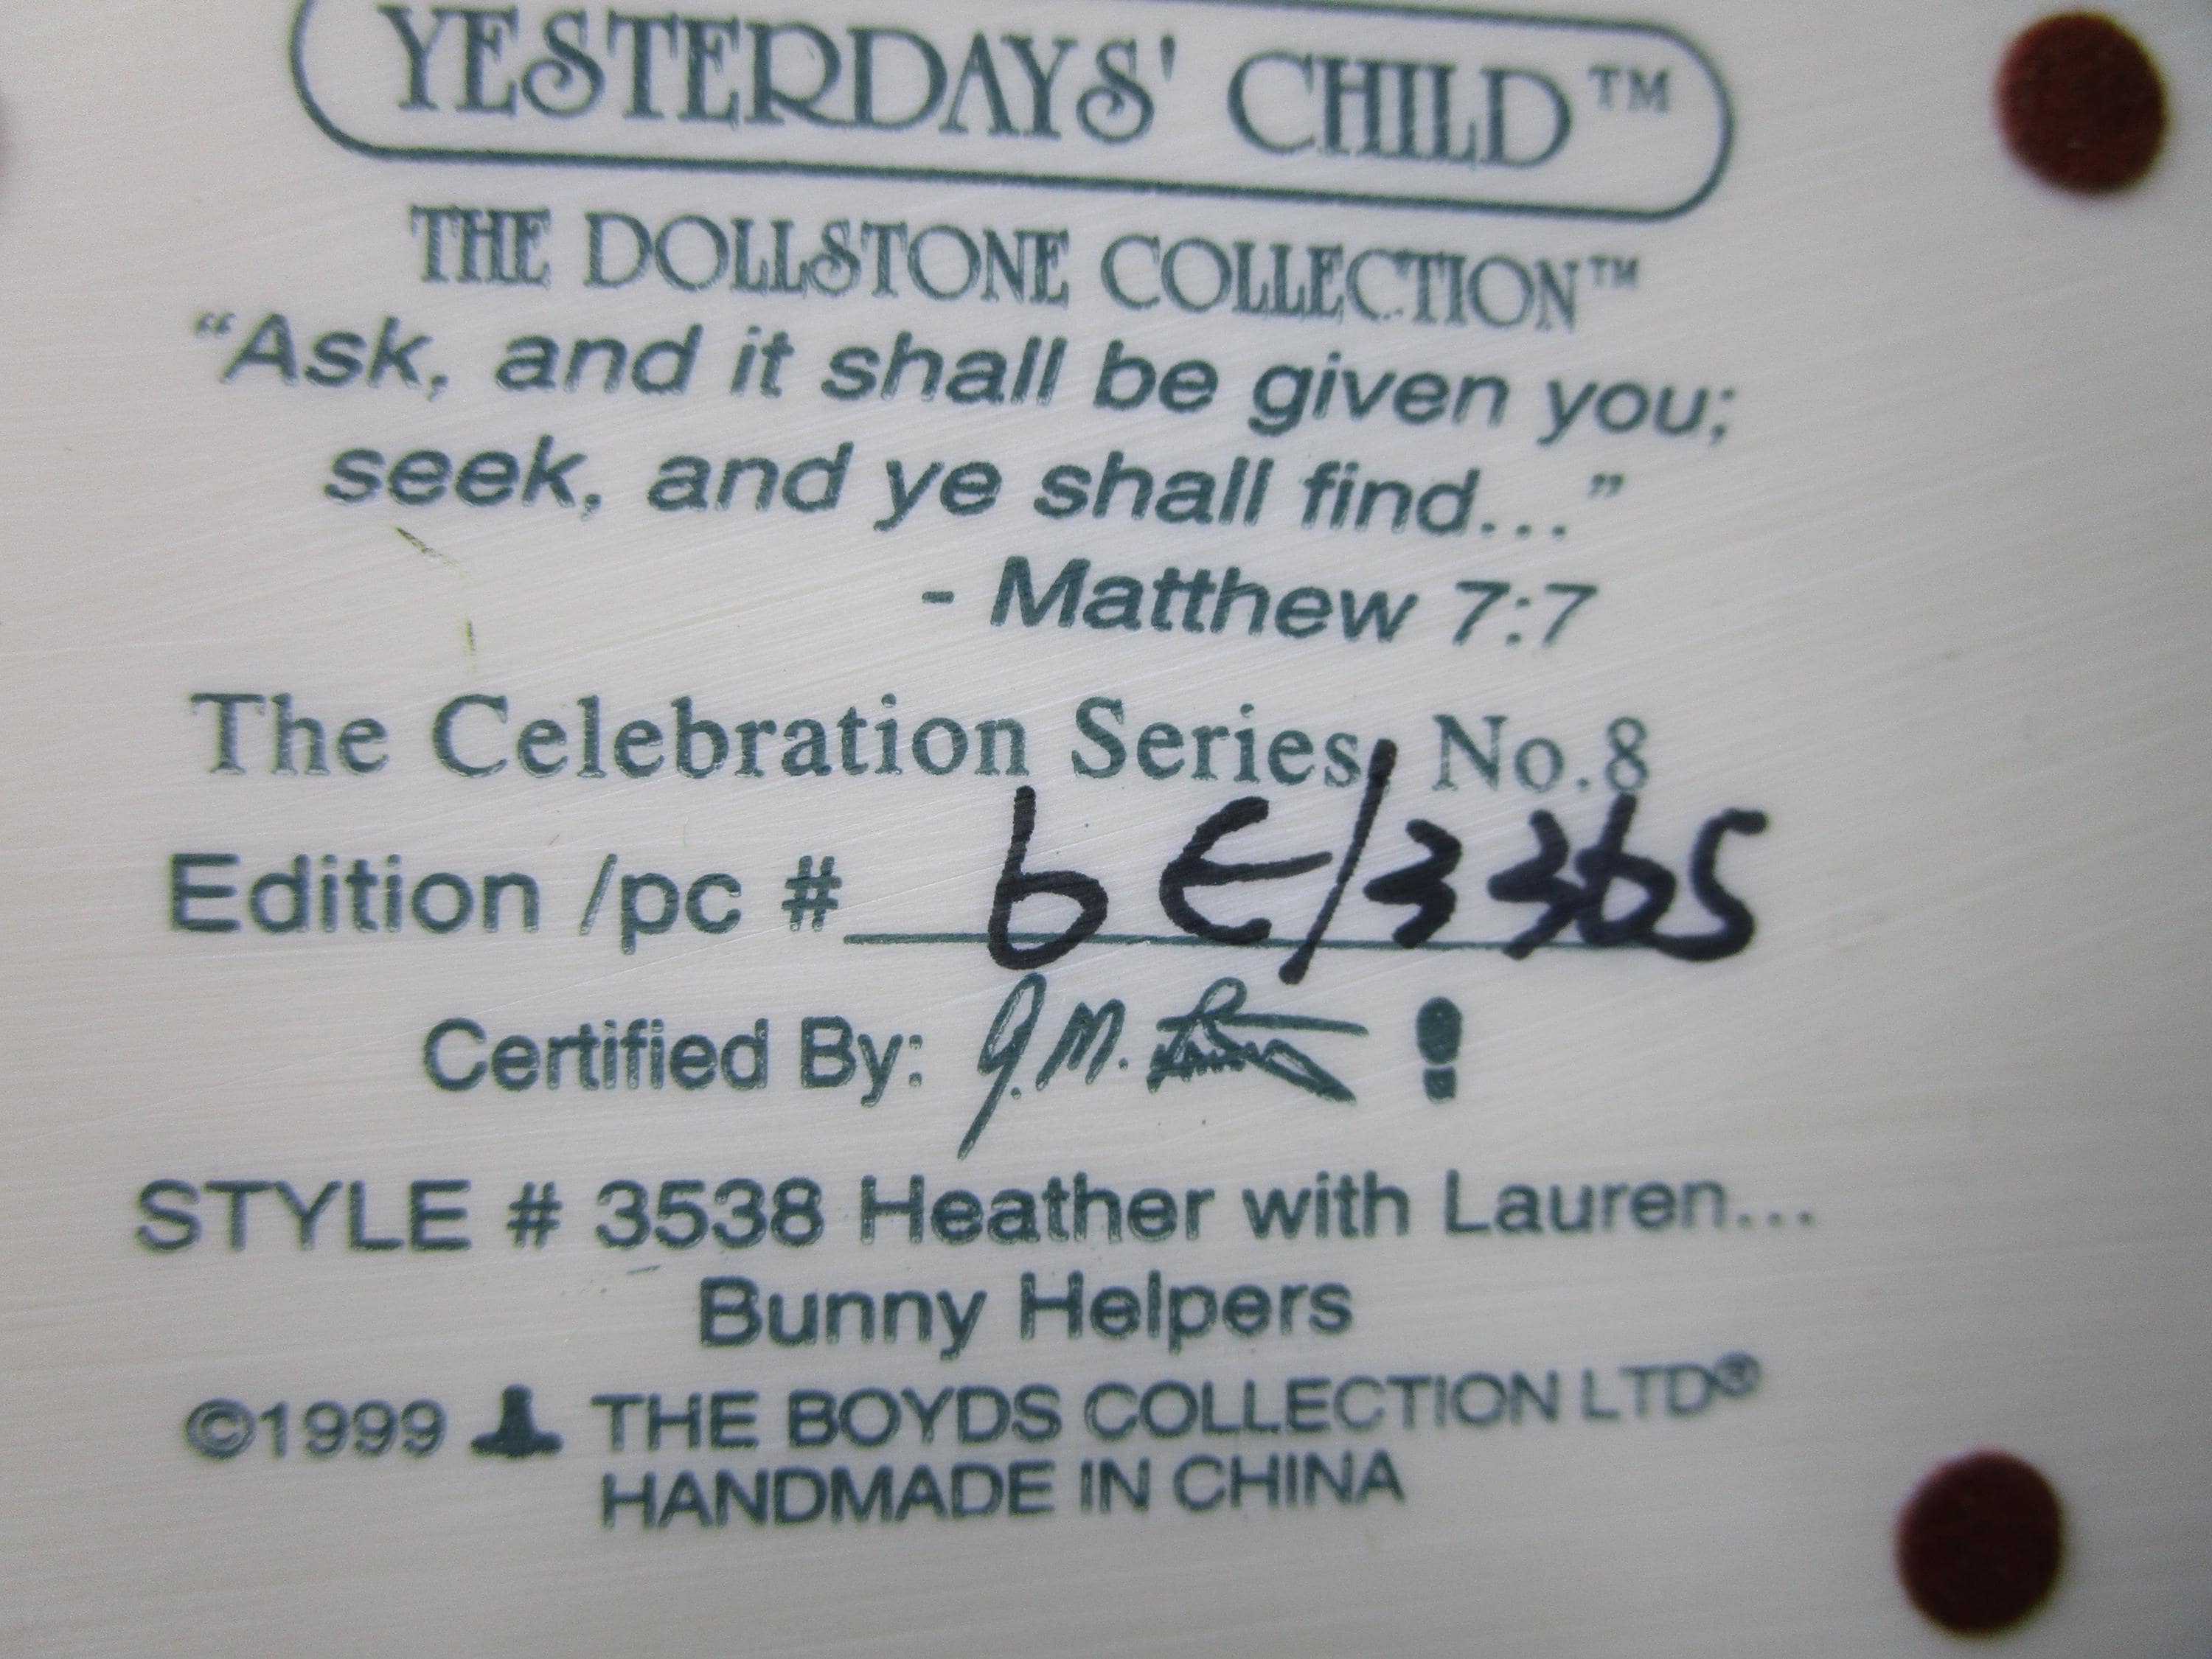 YESTERDAYS' CHILD™
THE DOLLSTONE COLLECTION™
“Ask, and it shall be given you;
seek, and ye shall find...”
- Matthew 7:7
The Celebration Series, No.8
Edition /pc # 6E/3365
Certified By: G.M.
STYLE # 3538 Heather with Lauren...
Bunny Helpers
©1999 THE BOYDS COLLECTION LTD®
HANDMADE IN CHINA